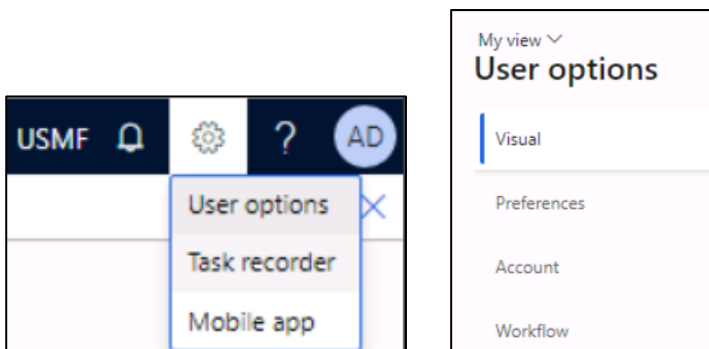 USMF ? AD
User options
Task recorder
Mobile app
My view
User options
Visual
Preferences
Account
Workflow